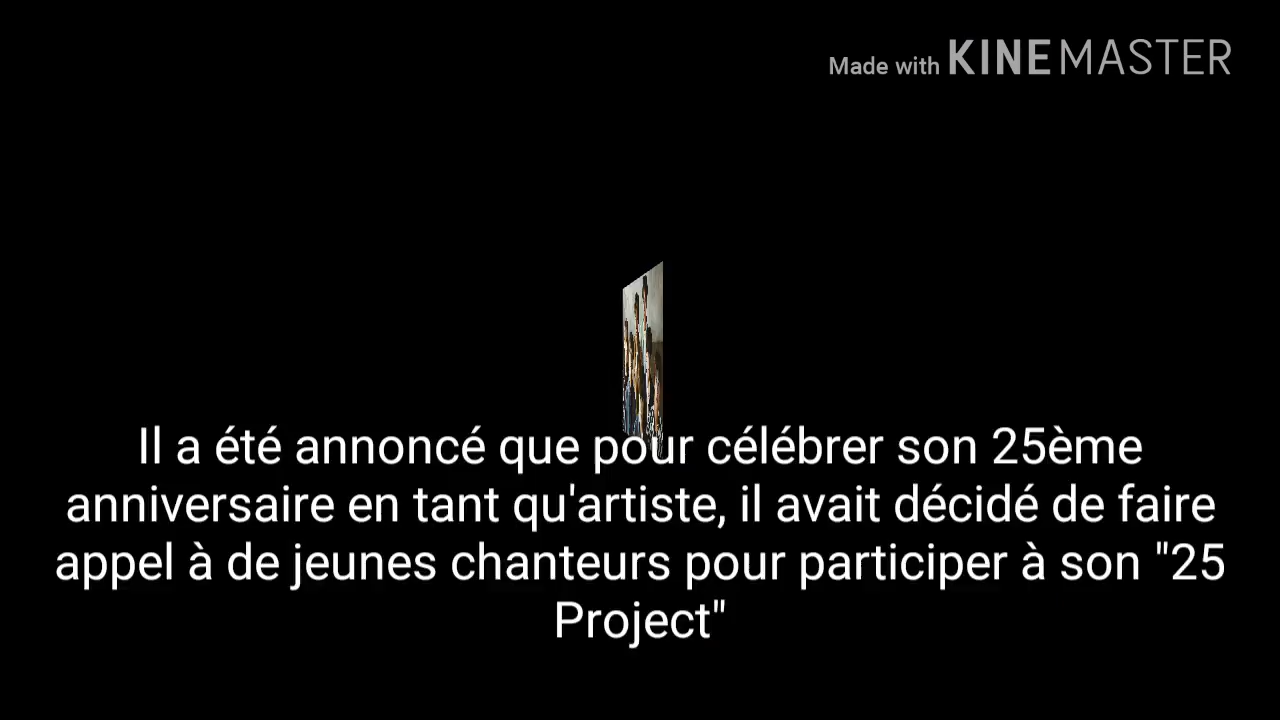 Made with KINEMASTER
Il a été annoncé que pour célébrer son 25ème
anniversaire en tant qu'artiste, il avait décidé de faire
appel à de jeunes chanteurs pour participer à son "25
Project"